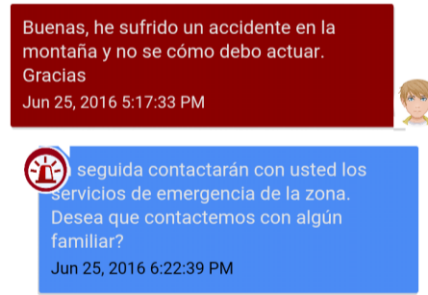 Buenas, he sufrido un accidente en la
montaña y no se cómo debo actuar.
Gracias
Jun 25, 2016 5:17:33 PM
seguida contactarán con usted los
servicios de emergencia de la zona.
Desea que contactemos con algún
familiar?
Jun 25, 2016 6:22:39 PM